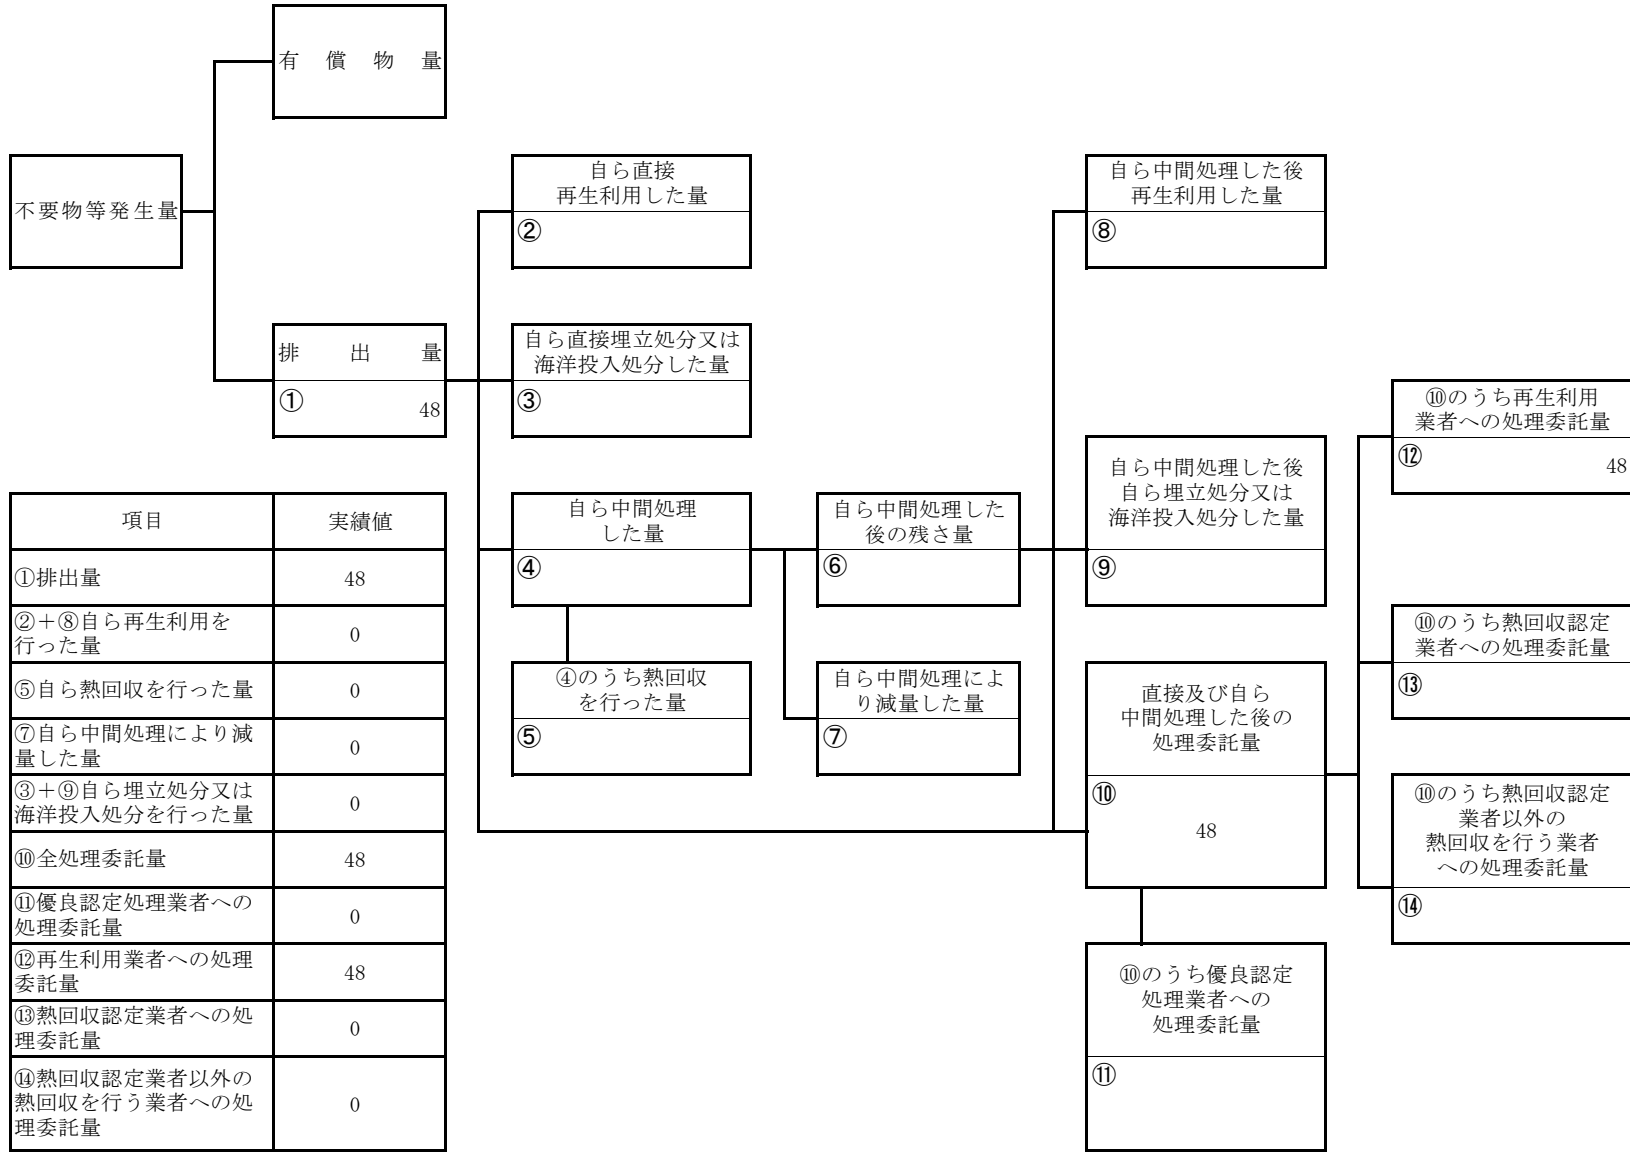 有償物量
不要物等発生量
排出量
①
48
自ら直接
再生利用した量
②
自ら直接埋立処分又は
海洋投入処分した量
③
自ら中間処理
した量
④
④のうち熱回収
を行った量
⑤
自ら中間処理した
後の残さ量
⑥
自ら中間処理によ
り減量した量
⑦
自ら中間処理した後
再生利用した量
⑧
自ら中間処理した後
自ら埋立処分又は
海洋投入処分した量
⑨
直接及び自ら
中間処理した後の
処理委託量
⑩
48
⑩のうち優良認定
処理業者への
処理委託量
⑪
⑩のうち再生利用
業者への処理委託量
⑫
48
⑩のうち熱回収認定
業者への処理委託量
⑬
⑩のうち熱回収認定
業者以外の
熱回収を行う業者
への処理委託量
⑭
項目 実績値
①排出量 48
②+⑧自ら再生利用を
行った量
0
⑤自ら熱回収を行った量 0
⑦自ら中間処理により減
量した量
0
③+⑨自ら埋立処分又は
海洋投入処分を行った量
0
⑩全処理委託量 48
⑪優良認定処理業者への
処理委託量
0
⑫再生利用業者への処理
委託量
48
⑬熱回収認定業者への処
理委託量
0
⑭熱回収認定業者以外の
熱回収を行う業者への処
理委託量
0